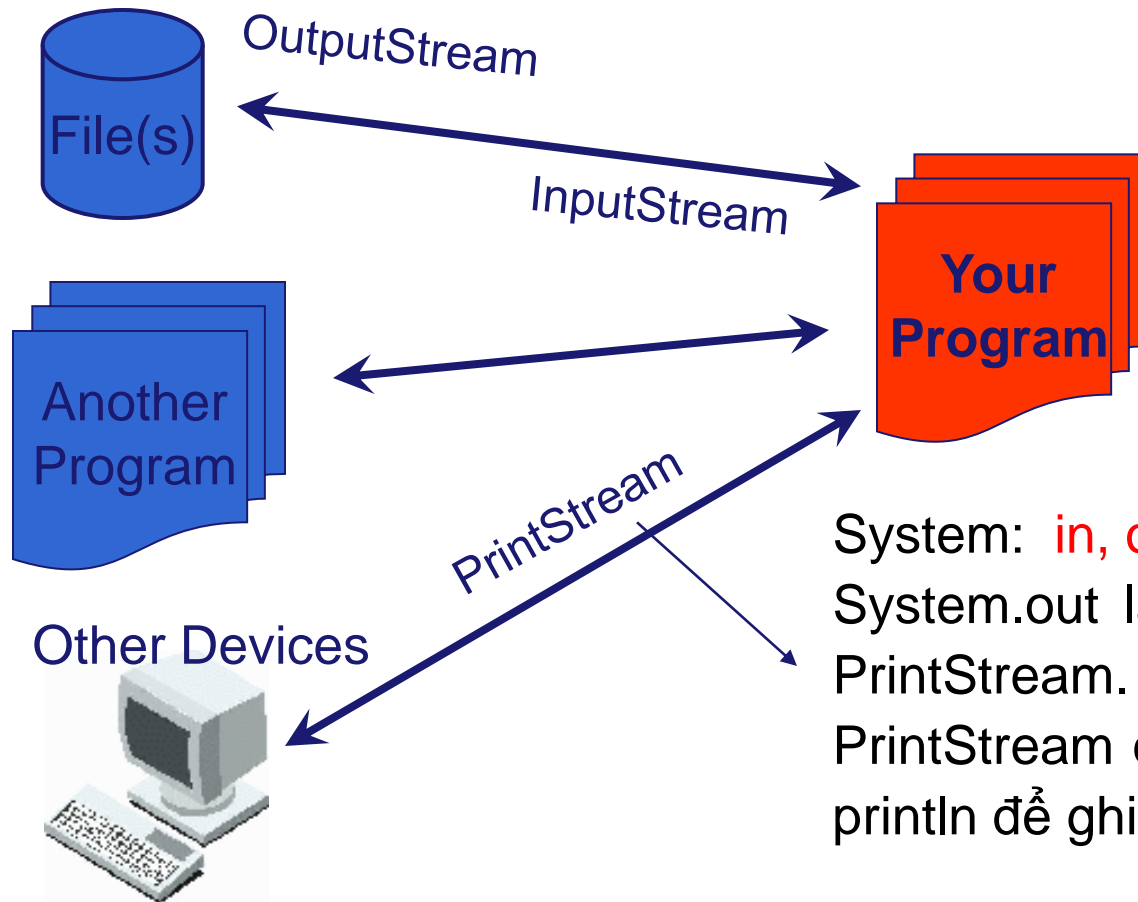 OutputStream
File(s)
InputStream
Your
Program
Another
Program
PrintStream
Other Devices
System: in,
System.out
PrintStream.
PrintStream
println để ghi